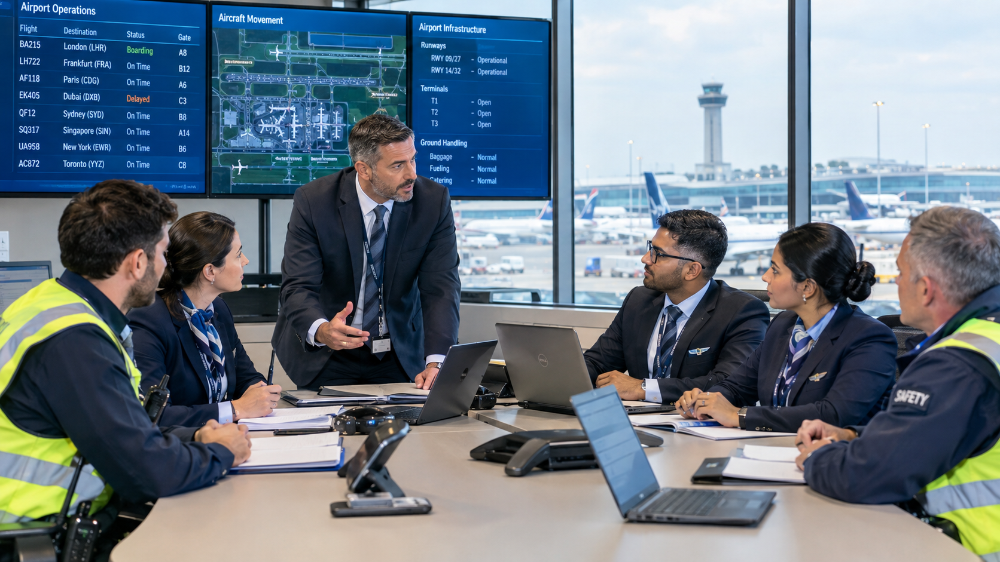 Airport Operations
Flight Destination Status Gate
BA215 London (LHR) Boarding A8
LH722 Frankfurt (FRA) On Time B12
AF118 Paris (CDG) On Time A6
EK405 Dubai (DXB) Delayed C3
QF12 Sydney (SYD) On Time B8
SQ317 Singapore (SIN) On Time A14
UA958 New York (EWR) On Time B6
AC872 Toronto (YYZ) On Time C8
Aircraft Movement
Airport Infrastructure
Runways
RWY 09/27 - Operational
RWY 14/32 - Operational
Terminals
T1 - Open
T2 - Open
T3 - Open
Ground Handling
Baggage - Normal
Fueling - Normal
Catering - Normal
SAFETY
DELL